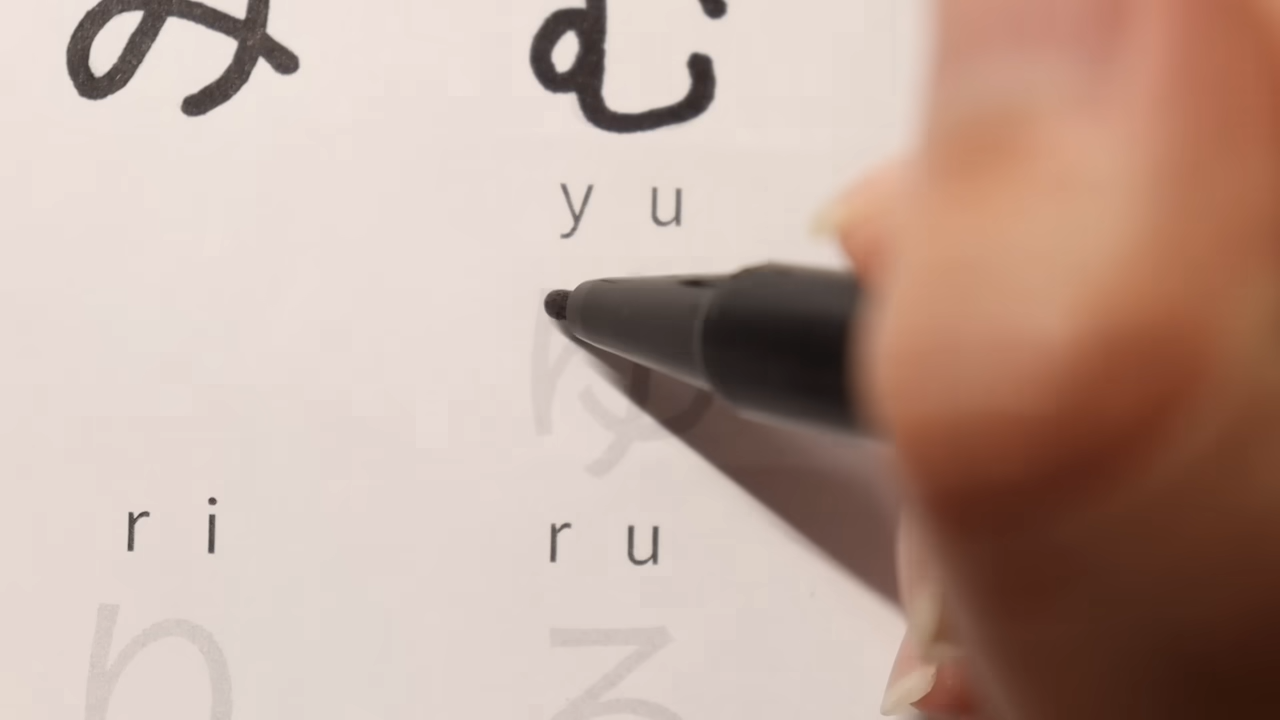 み む
y u
ゆ
r i r u
り る